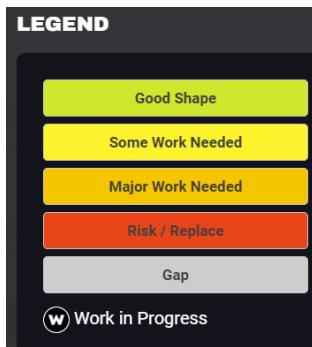 LEGEND
Good Shape
Some Work Needed
Major Work Needed
Risk / Replace
Gap
W Work in Progress